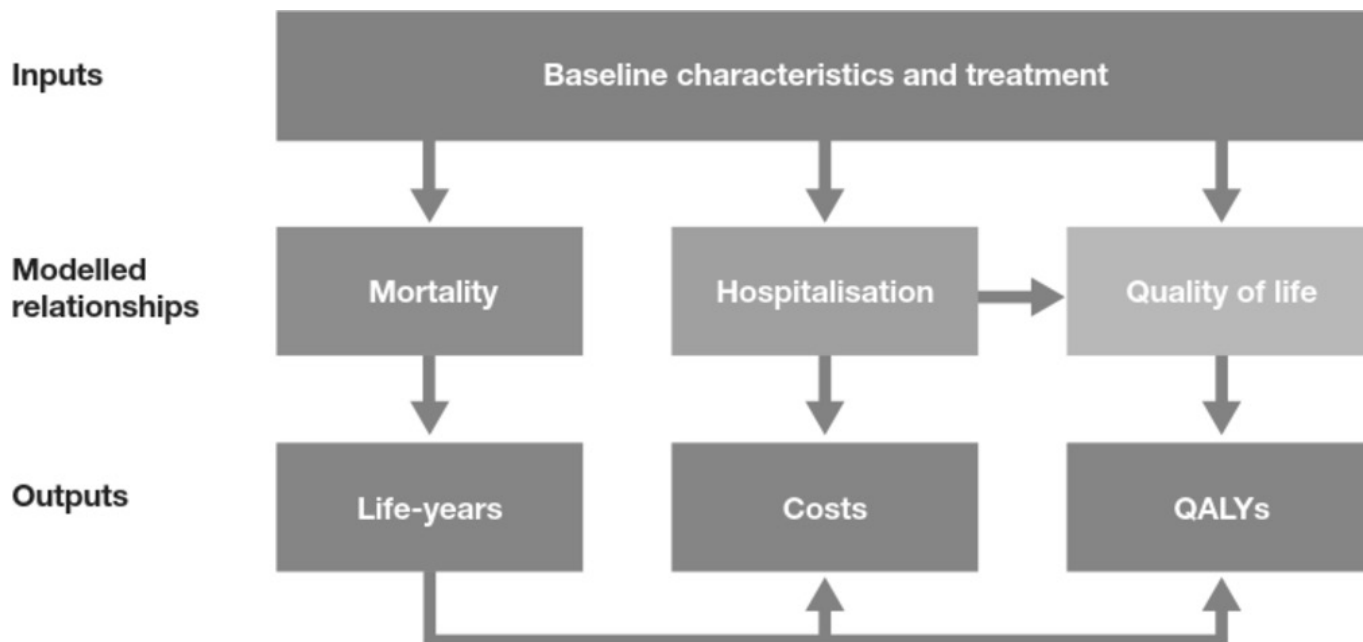 Inputs
Baseline characteristics and treatment
Modelled
relationships
Mortality
Hospitalisation
Quality of life
Outputs
Life-years
Costs
QALYs